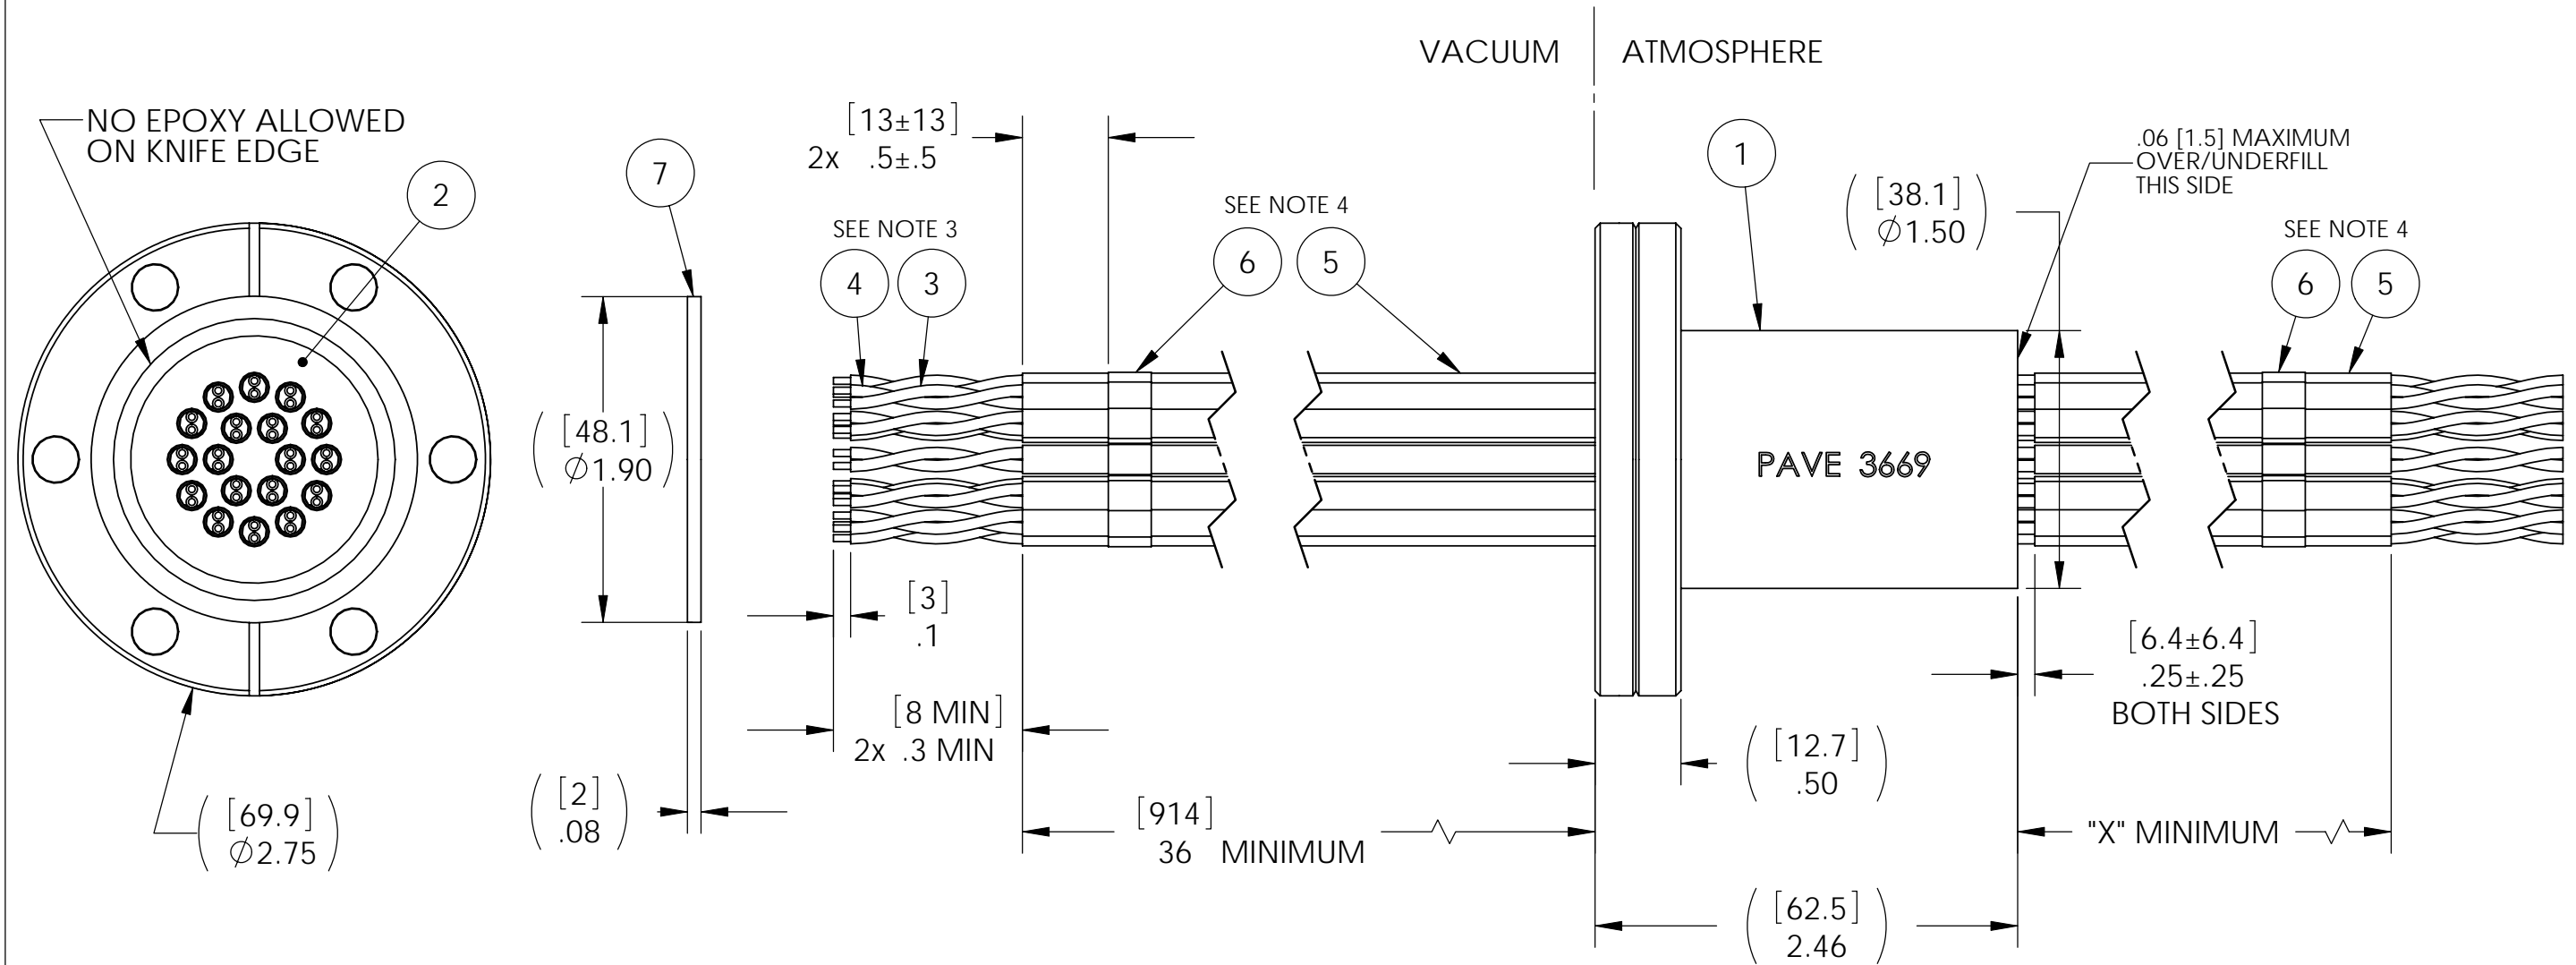 VACUUM
ATMOSPHERE
NO EPOXY ALLOWED
ON KNIFE EDGE
2
7
[13±13]
2x .5±.5
SEE NOTE 3
4
3
SEE NOTE 4
6
5
1
([38.1]
∅1.50)
.06 [1.5] MAXIMUM
OVER/UNDERFILL
THIS SIDE
SEE NOTE 4
6
5
([48.1]
∅1.90)
PAVE 3669
[3]
.1
[8 MIN]
2x .3 MIN
([2]
.08)
([69.9]
∅2.75)
[914]
36 MINIMUM
([12.7]
.50)
[6.4±6.4]
.25±.25
BOTH SIDES
"X" MINIMUM
([62.5]
2.46)